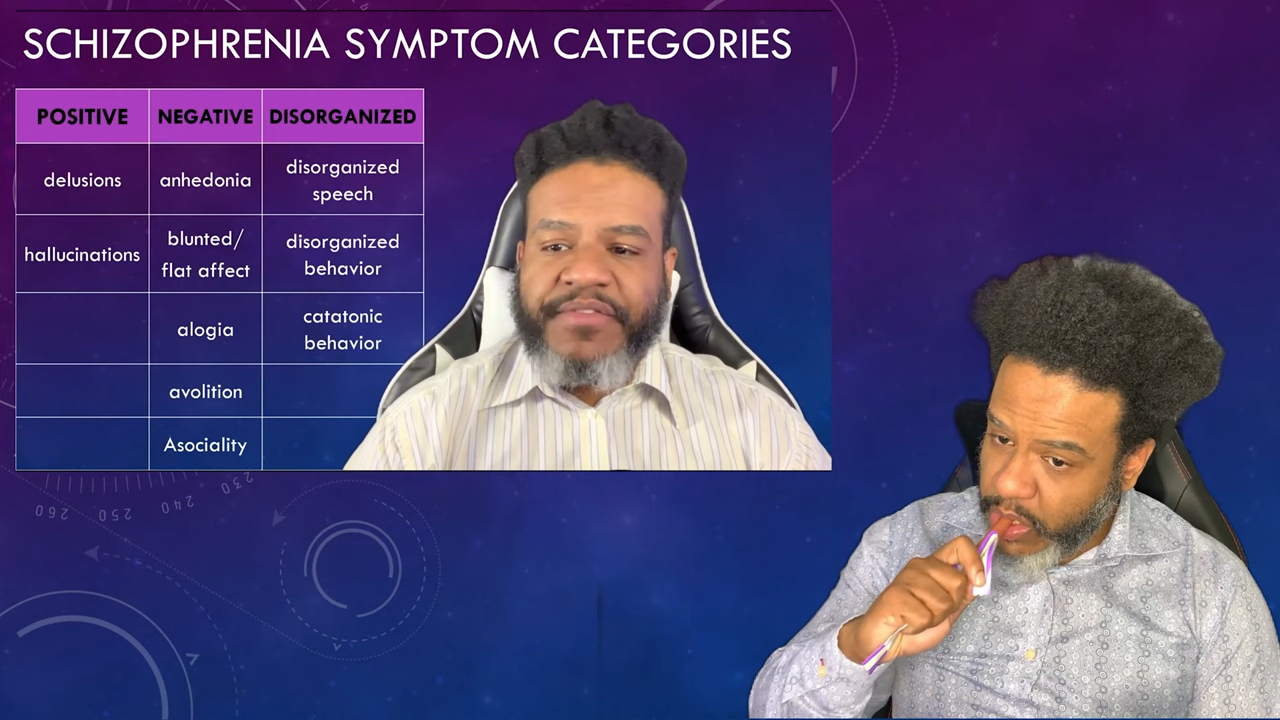 SCHIZOPHRENIA SYMPTOM CATEGORIES
POSITIVE NEGATIVE DISORGANIZED
delusions anhedonia disorganized speech
hallucinations blunted/ flat affect disorganized behavior
alogia catatonic behavior
avolition
Asociality
260 250 240 230